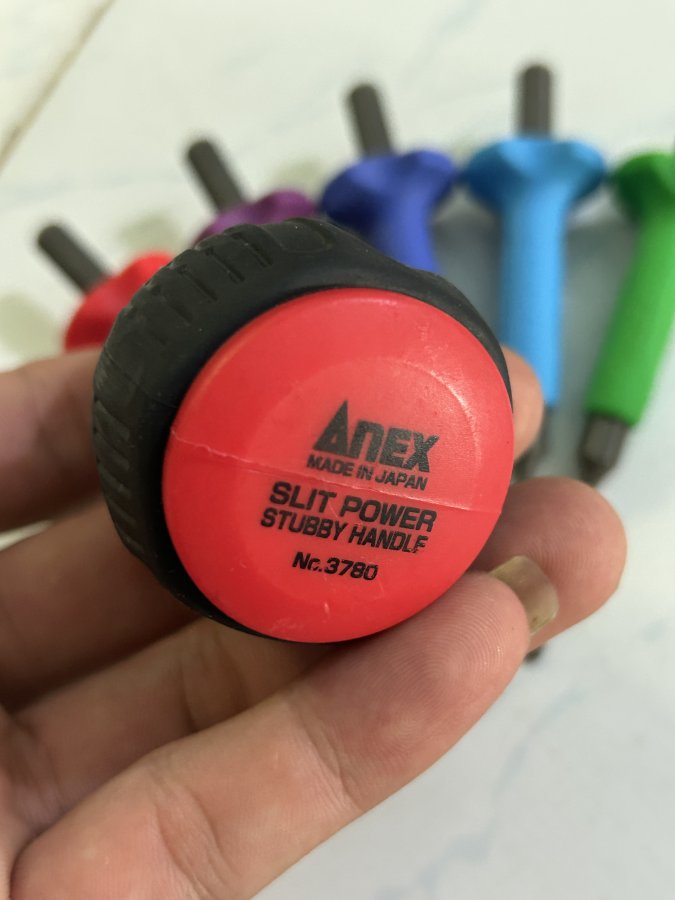 ANEX
MADE IN JAPAN
SLIT POWER
STUBBY HANDLE
No.3780